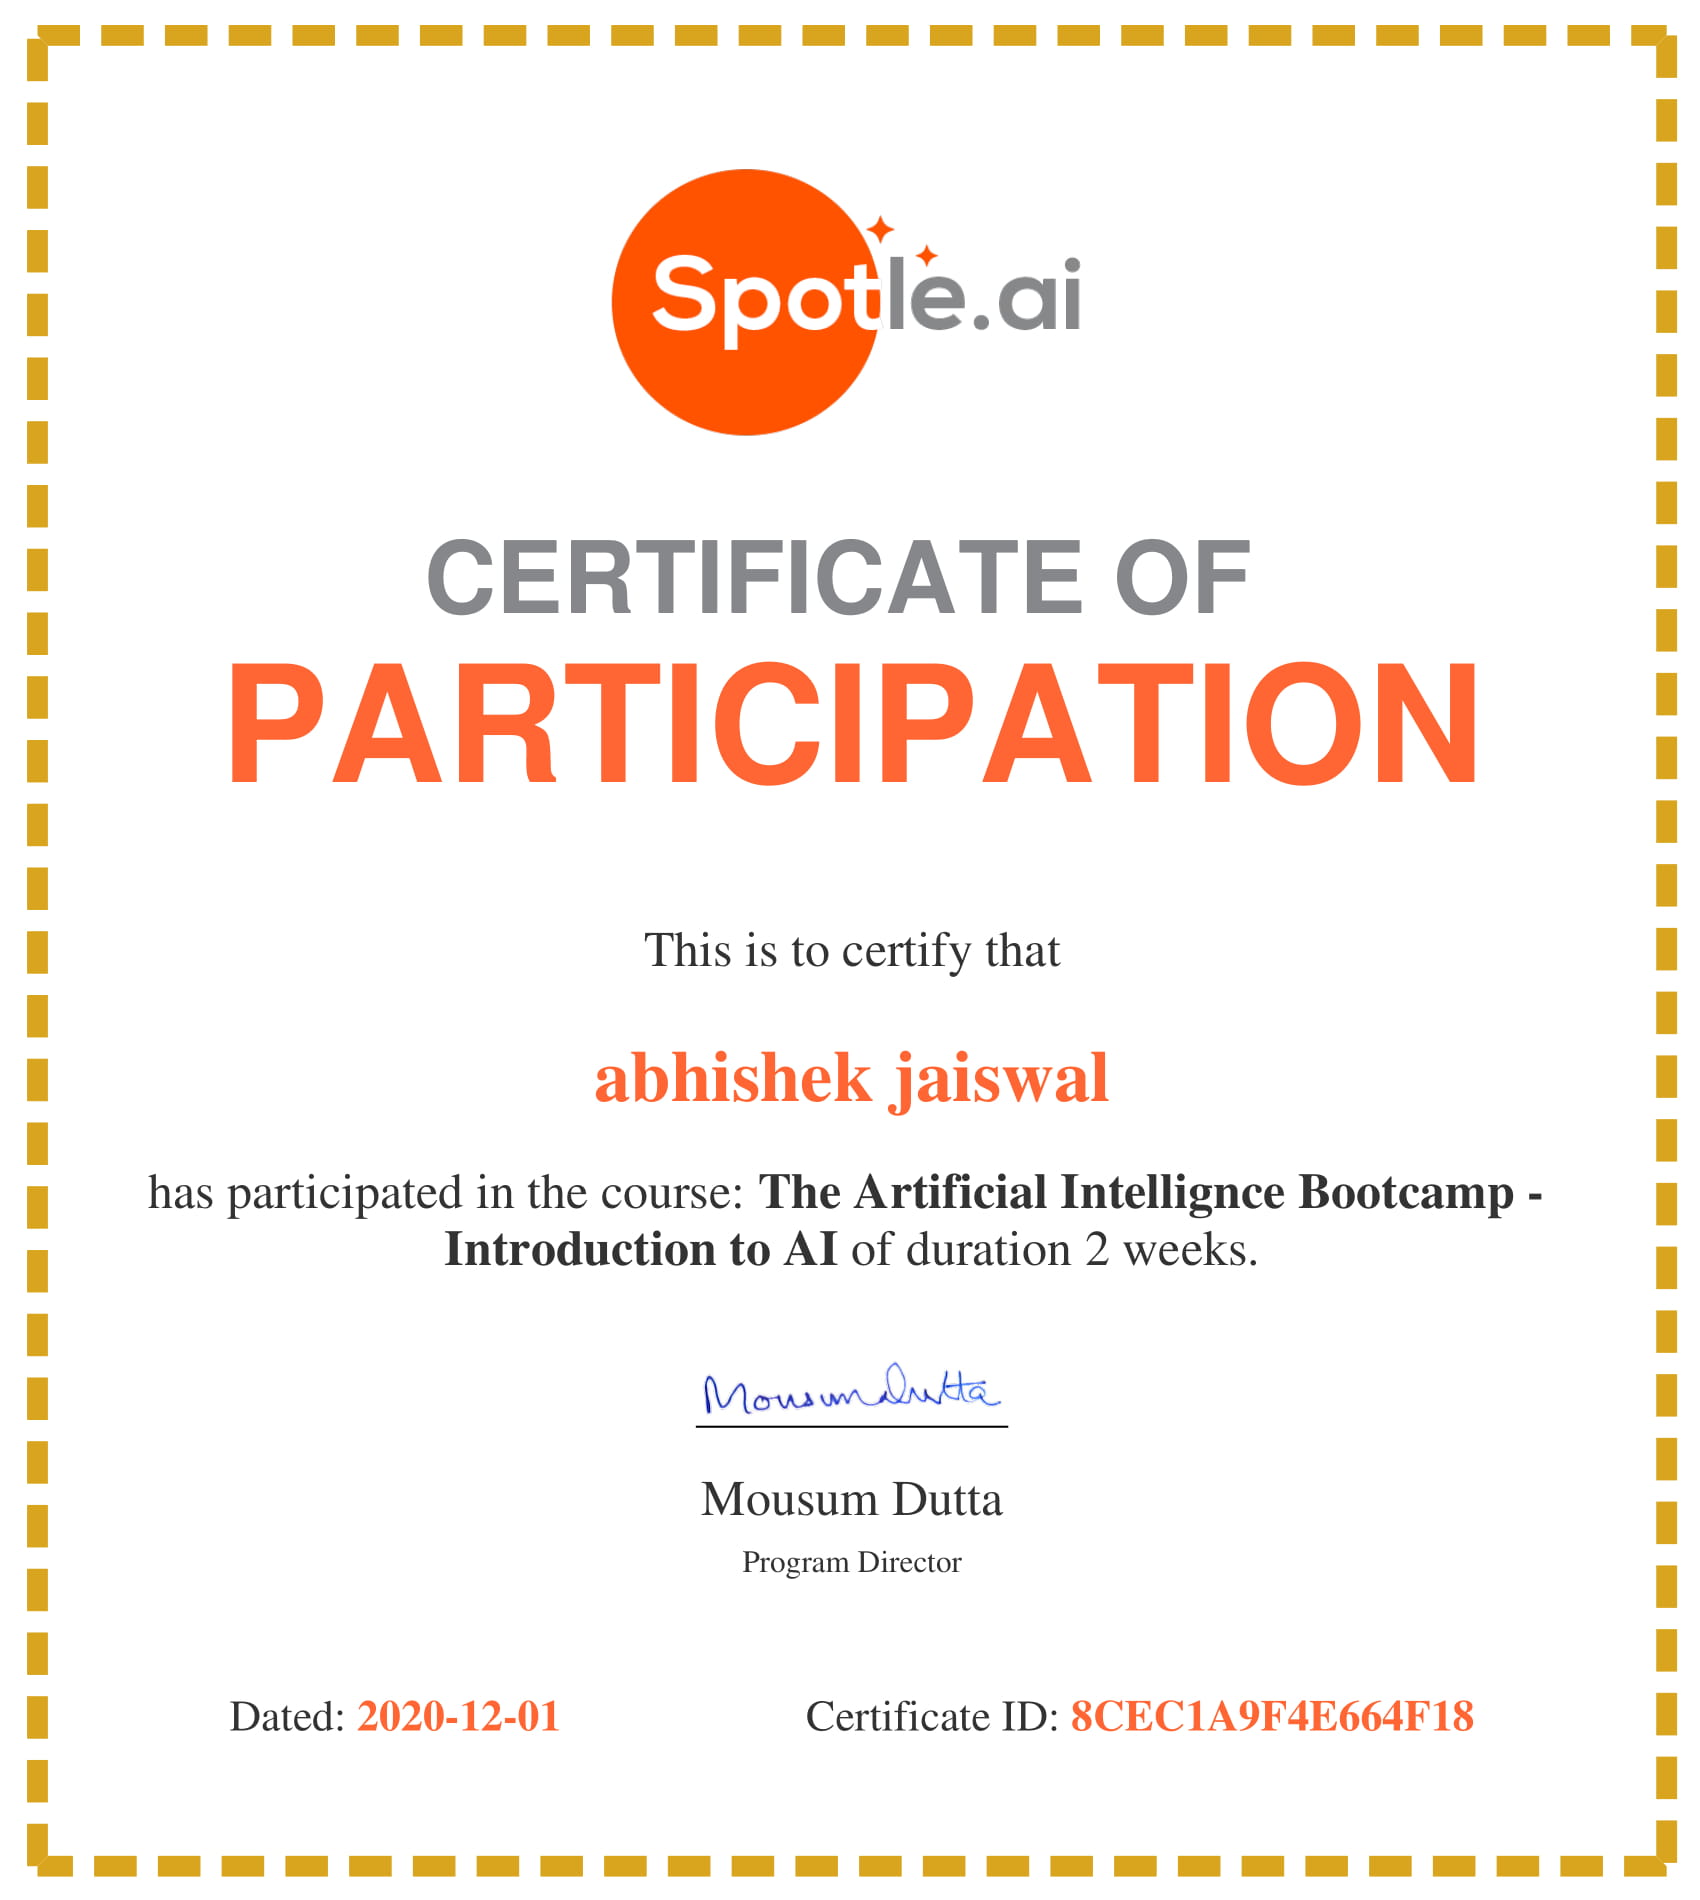 Spotle.ai
CERTIFICATE OF
PARTICIPATION
This is to certify that
abhishek jaiswal
has participated in the course: The Artificial Intellignce Bootcamp -
Introduction to AI of duration 2 weeks.
Mousum Dutta
Mousum Dutta
Program Director
Dated: 2020-12-01 Certificate ID: 8CEC1A9F4E664F18